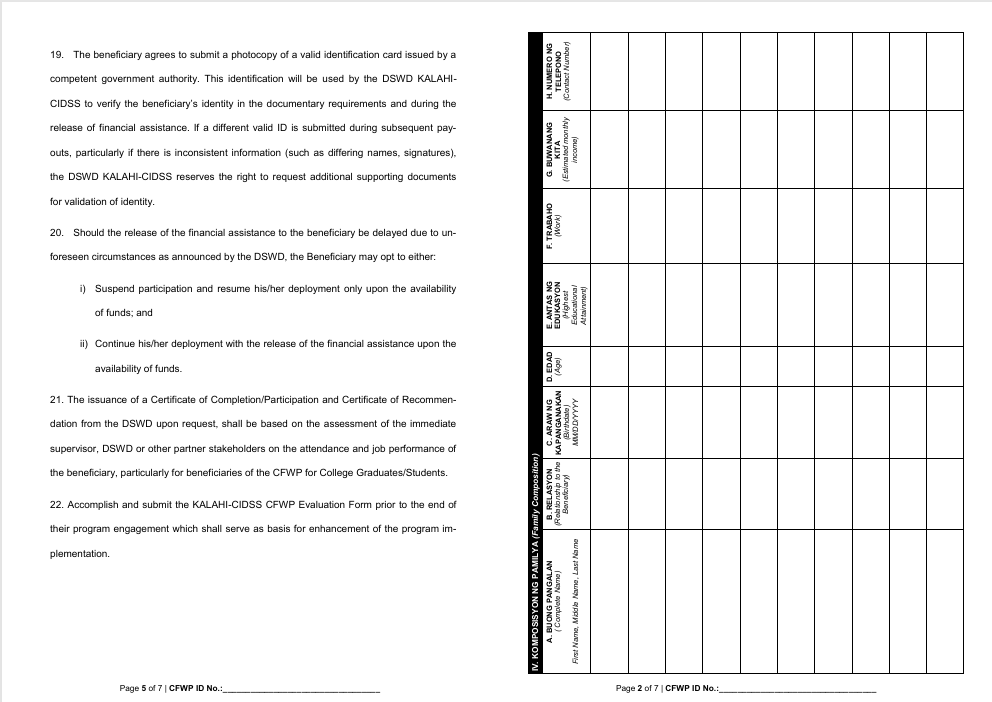 19. The beneficiary agrees to submit a photocopy of a valid identification card issued by a
competent government authority. This identification will be used by the DSWD KALAHI-
CIDSS to verify the beneficiary's identity in the documentary requirements and during the
release of financial assistance. If a different valid ID is submitted during subsequent pay-
outs, particularly if there is inconsistent information (such as differing names, signatures),
the DSWD KALAHI-CIDSS reserves the right to request additional supporting documents
for validation of identity.
20. Should the release of the financial assistance to the beneficiary be delayed due to un-
foreseen circumstances as announced by the DSWD, the Beneficiary may opt to either:
i) Suspend participation and resume his/her deployment only upon the availability
of funds; and
ii) Continue his/her deployment with the release of the financial assistance upon the
availability of funds.
21. The issuance of a Certificate of Completion/Participation and Certificate of Recommen-
dation from the DSWD upon request, shall be based on the assessment of the immediate
supervisor, DSWD or other partner stakeholders on the attendance and job performance of
the beneficiary, particularly for beneficiaries of the CFWP for College Graduates/Students.
22. Accomplish and submit the KALAHI-CIDSS CFWP Evaluation Form prior to the end of
their program engagement which shall serve as basis for enhancement of the program im-
plementation.
Page 5 of 7 | CFWP ID No.:________________________________
IV. KOMPOSISYON NG PAMILYA (Family Composition)
A. BUONG PANGALAN
( Complete Name)
First Name, Middle Name, Last Name
B. RELASYON
(Relationship to the
Beneficiary)
C. ARAW NG
KAPANGANAKAN
(Birthdate)
MM/DD/YYYY
D. EDAD
(Age)
E. ANTAS NG
EDUKASYON
(Highest
Educational
Attainment)
F. TRABAHO
(Work)
G. BUWANANG
KITA
(Estimated monthly
income)
H. NUMERO NG
TELEPONO
(Contact Number)
Page 2 of 7 | CFWP ID No.:________________________________